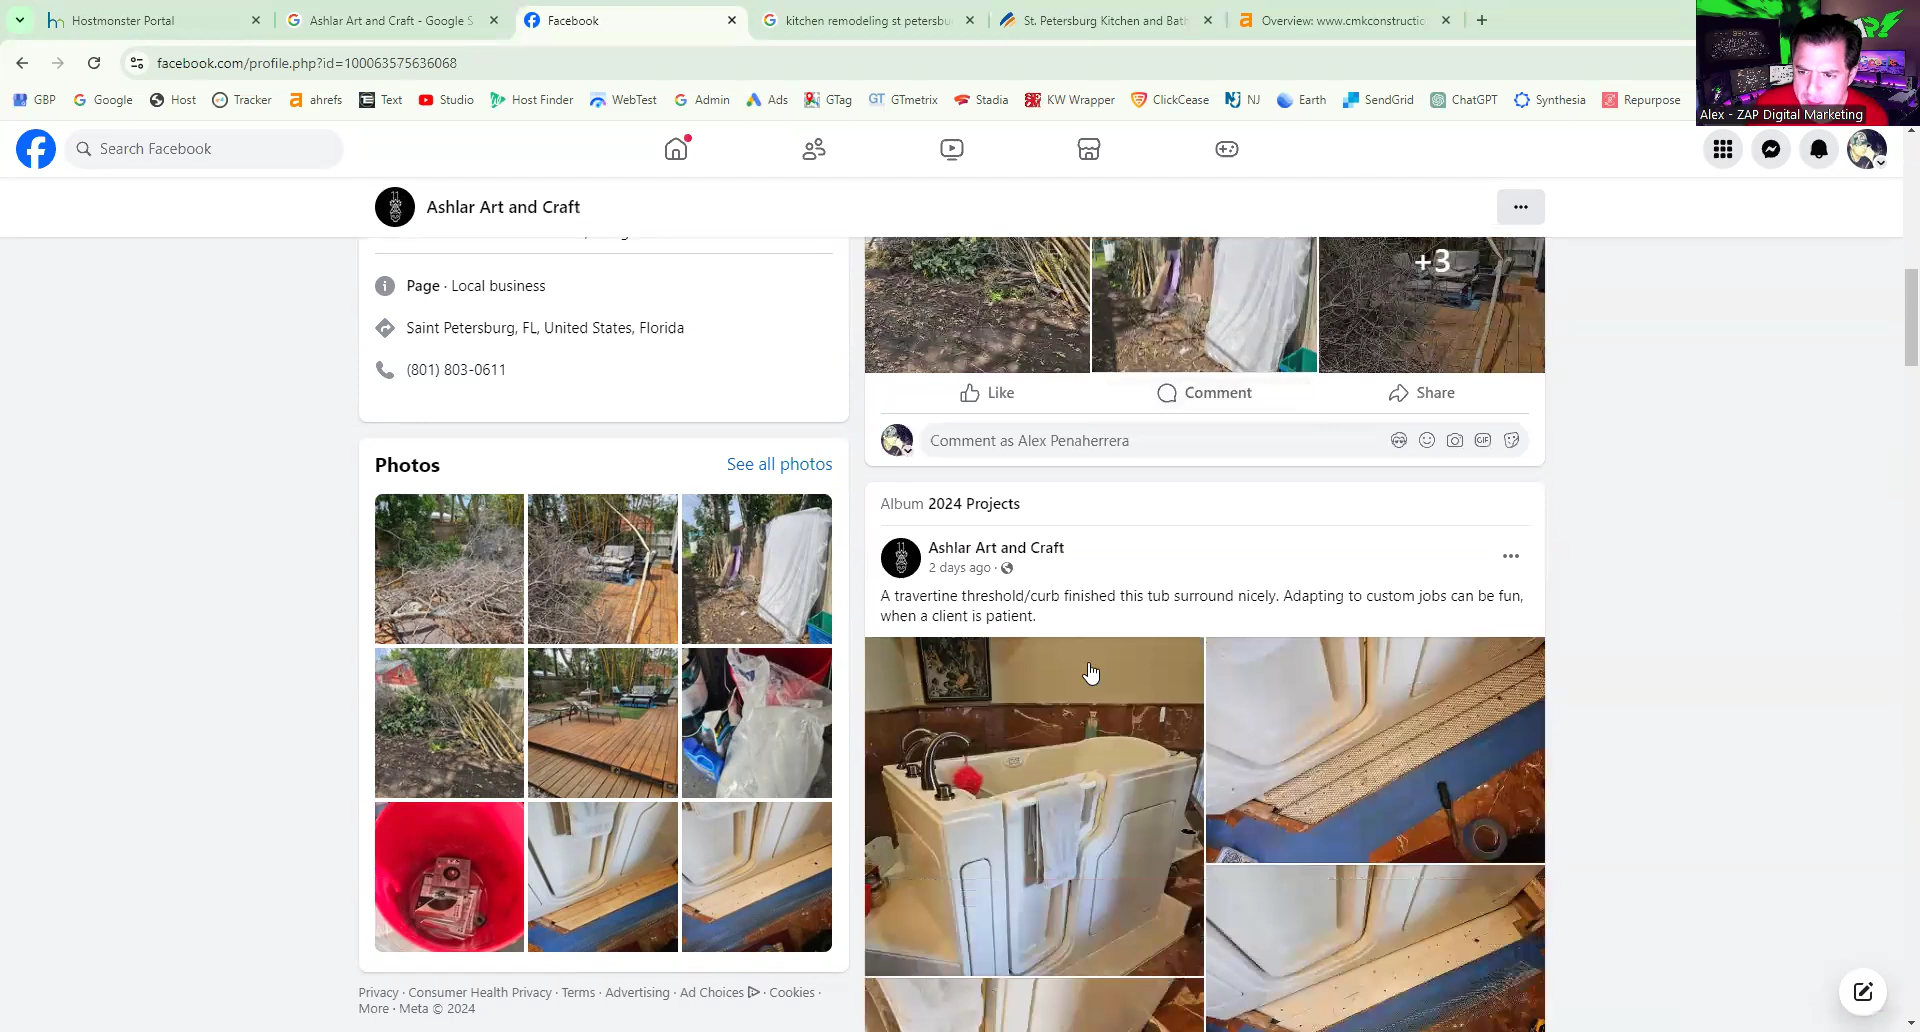 Hostmonster Portal
Ashlar Art and Craft - Google S
Facebook
kitchen remodeling st petersbu
St. Petersburg Kitchen and Bath
Overview: www.cmkconstructic
facebook.com/profile.php?id=100063575636068
GBP Google Host Tracker ahrefs Text Studio Host Finder WebTest Admin Ads GTag GTmetrix Stadia KW Wrapper ClickCease NJ Earth SendGrid ChatGPT Synthesia Repurpose
Alex - ZAP Digital Marketing
Search Facebook
Ashlar Art and Craft
Page · Local business
Saint Petersburg, FL, United States, Florida
(801) 803-0611
Photos
See all photos
Privacy · Consumer Health Privacy · Terms · Advertising · Ad Choices · Cookies ·
More · Meta © 2024
+3
Like
Comment
Share
Comment as Alex Penaherrera
GIF
Album 2024 Projects
Ashlar Art and Craft
2 days ago ·
A travertine threshold/curb finished this tub surround nicely. Adapting to custom jobs can be fun,
when a client is patient.